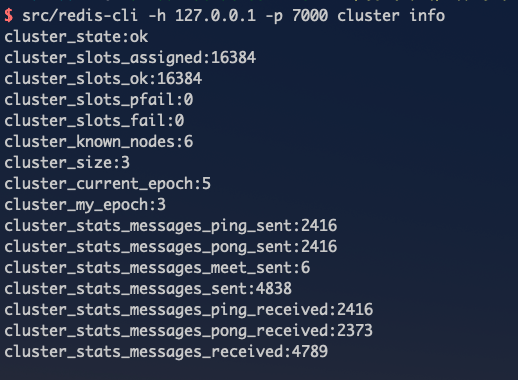 $ src/redis-cli -h 127.0.0.1 -p 7000 cluster info
cluster_state:ok
cluster_slots_assigned:16384
cluster_slots_ok:16384
cluster_slots_pfail:0
cluster_slots_fail:0
cluster_known_nodes:6
cluster_size:3
cluster_current_epoch:5
cluster_my_epoch:3
cluster_stats_messages_ping_sent:2416
cluster_stats_messages_pong_sent:2416
cluster_stats_messages_meet_sent:6
cluster_stats_messages_sent:4838
cluster_stats_messages_ping_received:2416
cluster_stats_messages_pong_received:2373
cluster_stats_messages_received:4789